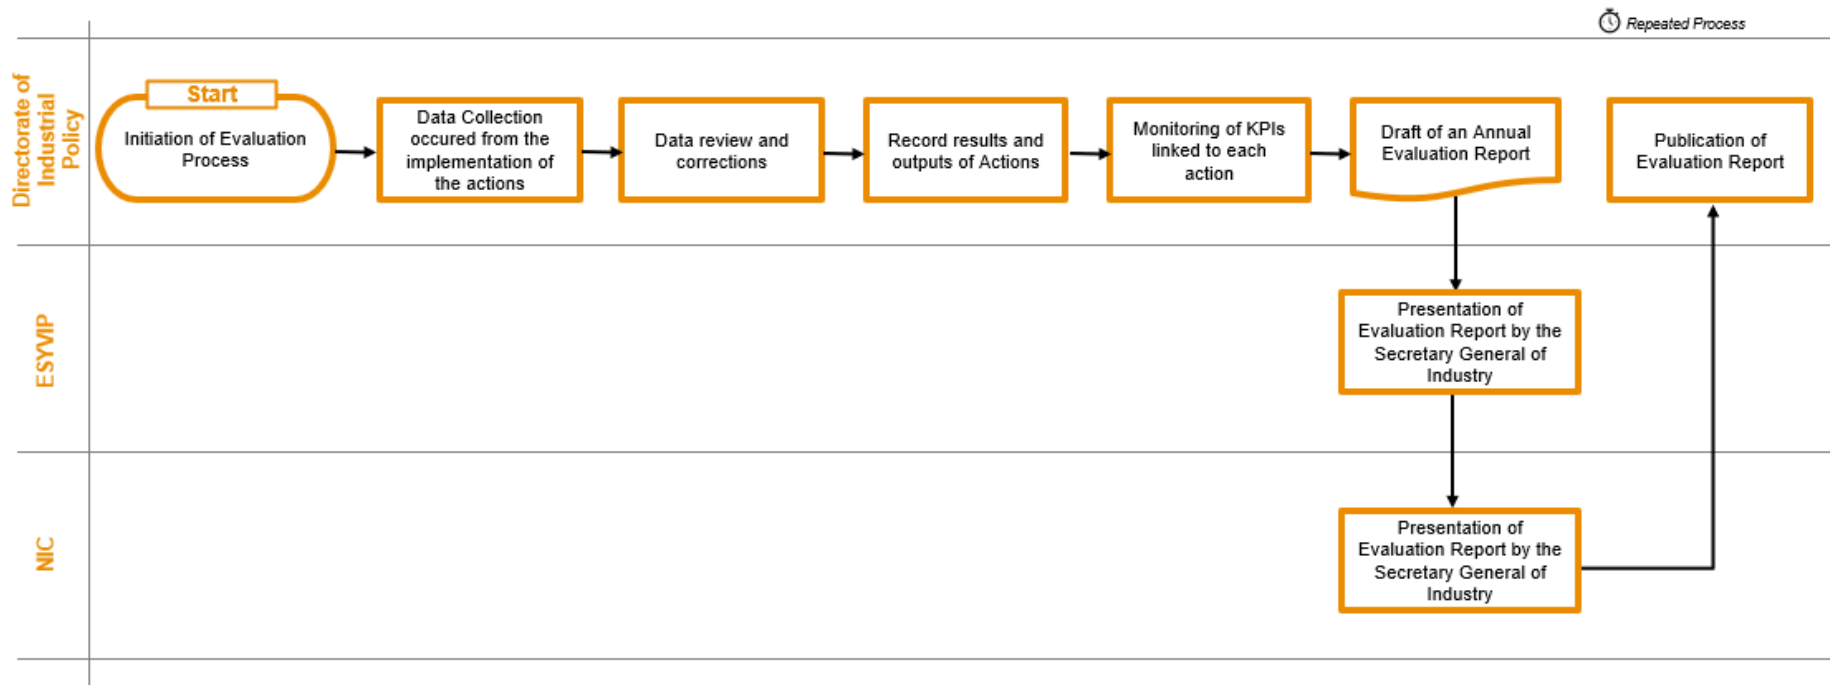 Repeated Process
Directorate of
Industrial
Policy
Start
Initiation of Evaluation
Process
Data Collection
occured from the
implementation of
the actions
Data review and
corrections
Record results and
outputs of Actions
Monitoring of KPIs
linked to each
action
Draft of an Annual
Evaluation Report
Publication of
Evaluation Report
ESYVIP
Presentation of
Evaluation Report by the
Secretary General of
Industry
NIC
Presentation of
Evaluation Report by the
Secretary General of
Industry